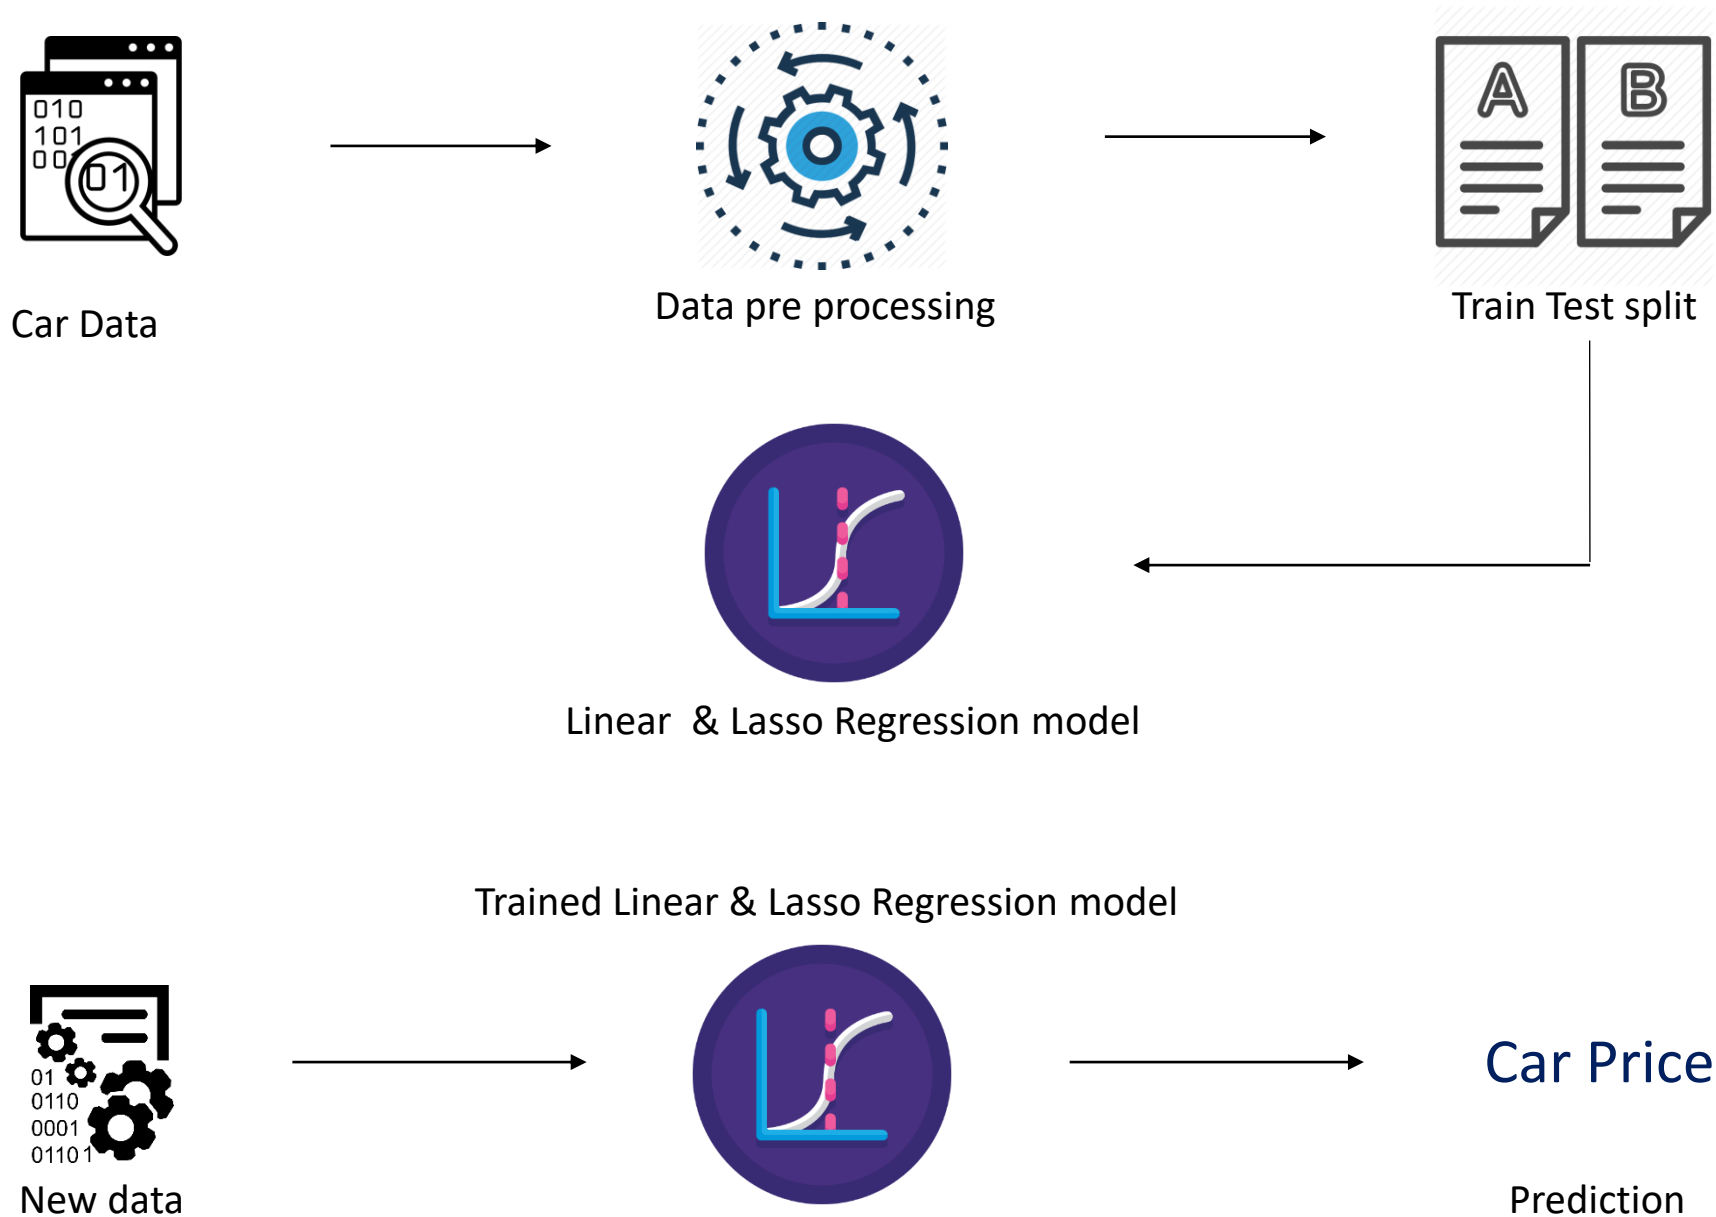 010
101
00
01
A
B
Car Data
Data pre processing
Train Test split
Linear & Lasso Regression model
Trained Linear & Lasso Regression model
01
0110
0001
01101
Car Price
New data
Prediction